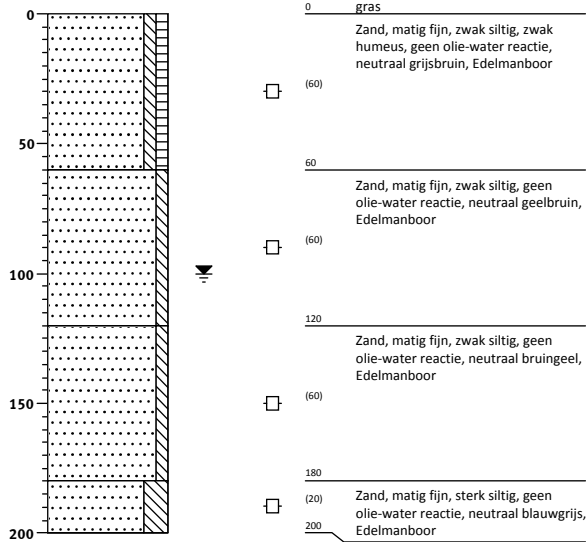 0
50
100
150
200
0 gras
Zand, matig fijn, zwak siltig, zwak
humeus, geen olie-water reactie,
neutraal grijsbruin, Edelmanboor
(60)
60
Zand, matig fijn, zwak siltig, geen
olie-water reactie, neutraal geelbruin,
Edelmanboor
(60)
120
Zand, matig fijn, zwak siltig, geen
olie-water reactie, neutraal bruingeel,
Edelmanboor
(60)
180
Zand, matig fijn, sterk siltig, geen
(20)
olie-water reactie, neutraal blauwgrijs,
200
Edelmanboor